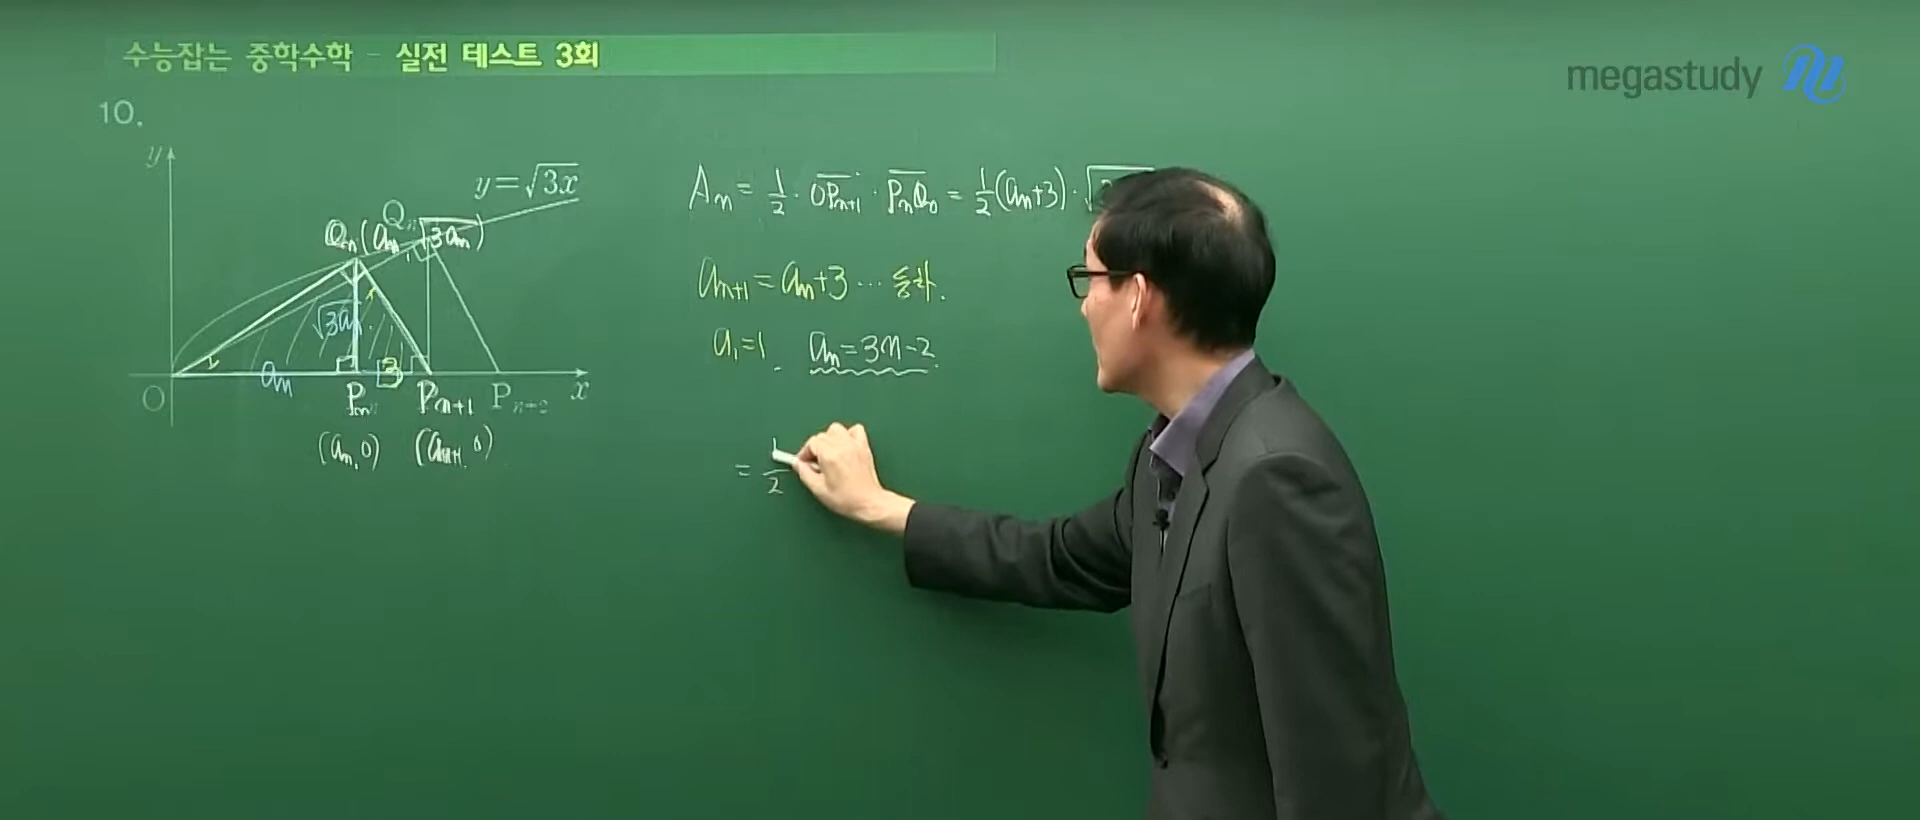 수능잡는 중학수학 - 실전 테스트 3회
megastudy
10.
y
y=√3x
Qₙ
Qₙ(aₙ, √3aₙ)
√3aₙ
aₙ
3
O
Pₙ
Pₙ₊₁
Pₙ₊₂
x
(aₙ, 0)
(aₙ₊₁, 0)
Aₙ = 1/2 · OPₙ₊₁ · PₙQₙ = 1/2(aₙ+3) · √
aₙ₊₁ = aₙ+3 ··· 등차.
a₁=1. aₙ=3n-2.
= 1/2